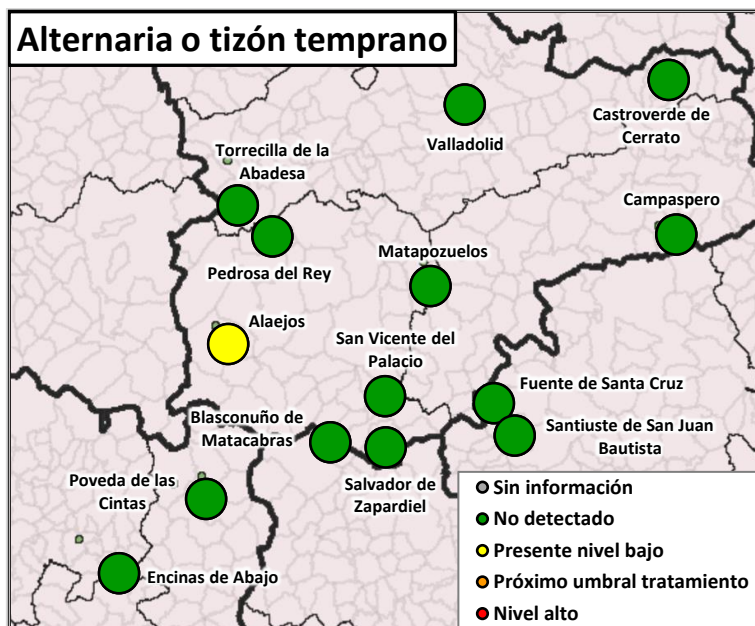 Alternaria o tizón temprano
Castroverde de
Cerrato
Valladolid
Torrecilla de la
Abadesa
Campaspero
Pedrosa del Rey
Matapozuelos
Alaejos
San Vicente del
Palacio
Fuente de Santa Cruz
Blasconuño de
Matacabras
Santiuste de San Juan
Bautista
Salvador de
Zapardiel
Poveda de las
Cintas
Encinas de Abajo
Sin información
No detectado
Presente nivel bajo
Próximo umbral tratamiento
Nivel alto